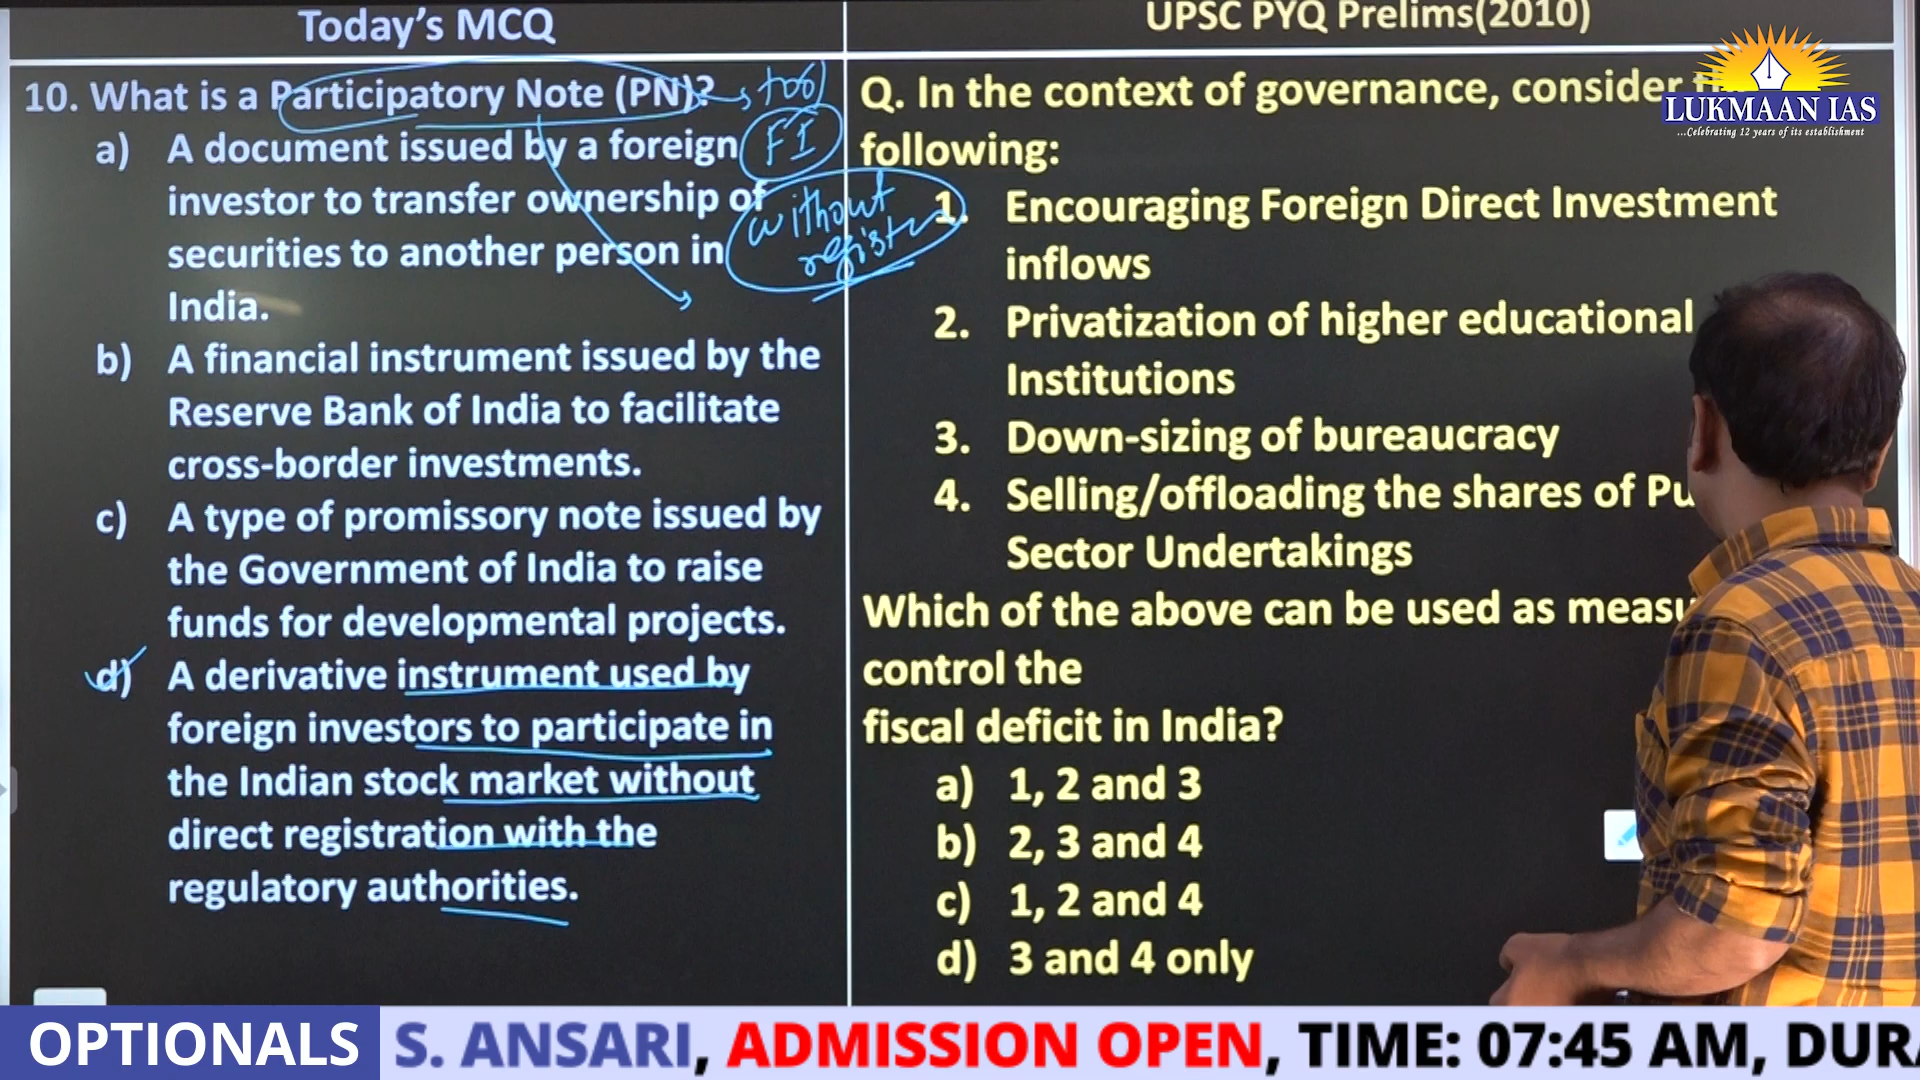 Today's MCQ
10. What is a Participatory Note (PN)?
a) A document issued by a foreign
investor to transfer ownership of
securities to another person in
India.
b) A financial instrument issued by the
Reserve Bank of India to facilitate
cross-border investments.
c) A type of promissory note issued by
the Government of India to raise
funds for developmental projects.
d) A derivative instrument used by
foreign investors to participate in
the Indian stock market without
direct registration with the
regulatory authorities.
tool
FI
without
UPSC PYQ Prelims(2010)
Q. In the context of governance, consider
following:
1. Encouraging Foreign Direct Investment
inflows
2. Privatization of higher educational
Institutions
3. Down-sizing of bureaucracy
4. Selling/offloading the shares of
Sector Undertakings
Which of the above can be used as
control the
fiscal deficit in India?
a) 1, 2 and 3
b) 2, 3 and 4
c) 1, 2 and 4
d) 3 and 4 only
LUKMAAN IAS
...Celebrating 12 years of its establishment
OPTIONALS S. ANSARI, ADMISSION OPEN, TIME: 07:45 AM,